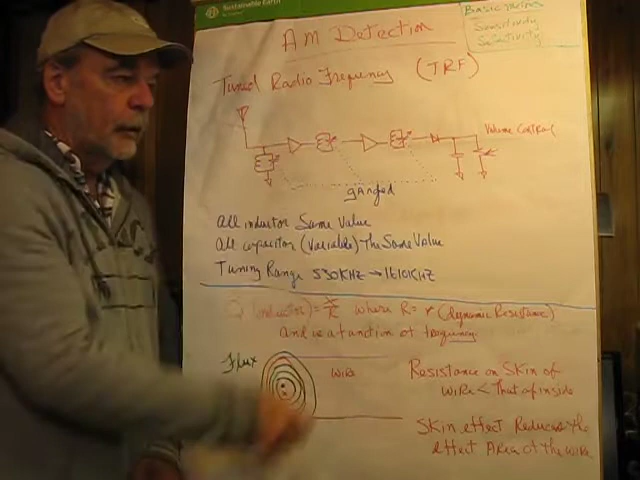 Sustainable Earth
Basic Items
Sensitivity
Selectivity
AM Detection
Tuned Radio Frequency (TRF)
Volume Control
ganged
All inductor Same Value
All capacitor (Variable) The Same Value
Tuning Range 530KHz → 1610KHz
Q (inductor) = X/R where R = r (dynamic Resistance)
and is a function of frequency
Flux
wire
Resistance on Skin of
wire < that of inside
Skin effect Reduces the
effect Area of the wire